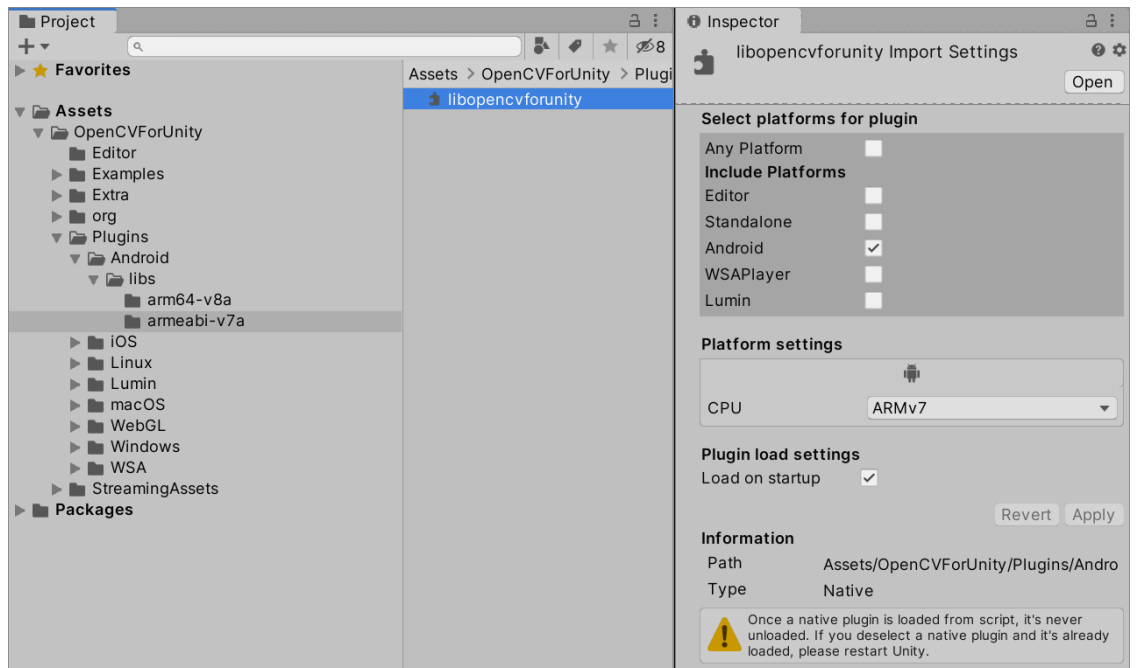 Project
8
Favorites
Assets
OpenCVForUnity
Editor
Examples
Extra
org
Plugins
Android
libs
arm64-v8a
armeabi-v7a
iOS
Linux
Lumin
macOS
WebGL
Windows
WSA
StreamingAssets
Packages
Assets > OpenCVForUnity > Plugi
libopencvforunity
Inspector
libopencvforunity Import Settings
Open
Select platforms for plugin
Any Platform
Include Platforms
Editor
Standalone
Android
WSAPlayer
Lumin
Platform settings
CPU ARMv7
Plugin load settings
Load on startup
Revert Apply
Information
Path Assets/OpenCVForUnity/Plugins/Andro
Type Native
Once a native plugin is loaded from script, it's never
unloaded. If you deselect a native plugin and it's already
loaded, please restart Unity.